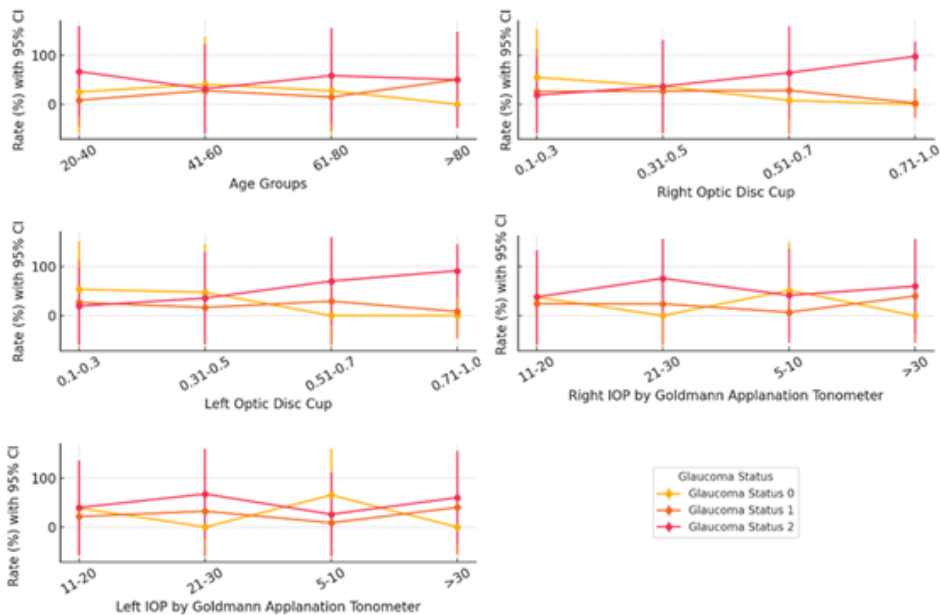 Rate (%) with 95% CI
100
0
20-40
41-60
61-80
>80
Age Groups
Rate (%) with 95% CI
0.1-0.3
0.31-0.5
0.51-0.7
0.71-1.0
Right Optic Disc Cup
Rate (%) with 95% CI
100
0
0.1-0.3
0.31-0.5
0.51-0.7
0.71-1.0
Left Optic Disc Cup
Rate (%) with 95% CI
11-20
21-30
5-10
>30
Right IOP by Goldmann Applanation Tonometer
Rate (%) with 95% CI
100
0
11-20
21-30
5-10
>30
Left IOP by Goldmann Applanation Tonometer
Glaucoma Status
Glaucoma Status 0
Glaucoma Status 1
Glaucoma Status 2